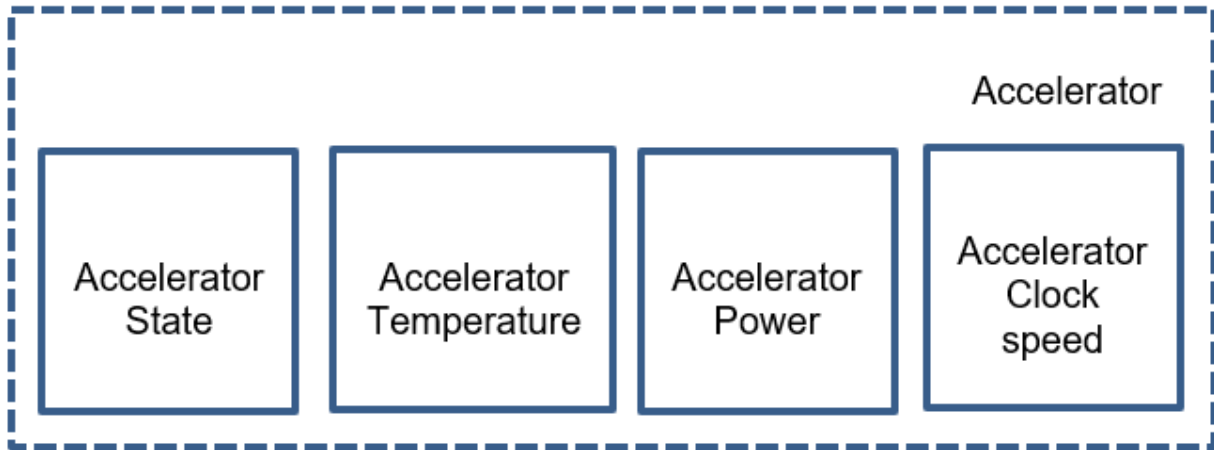 Accelerator
Accelerator
State
Accelerator
Temperature
Accelerator
Power
Accelerator
Clock
speed